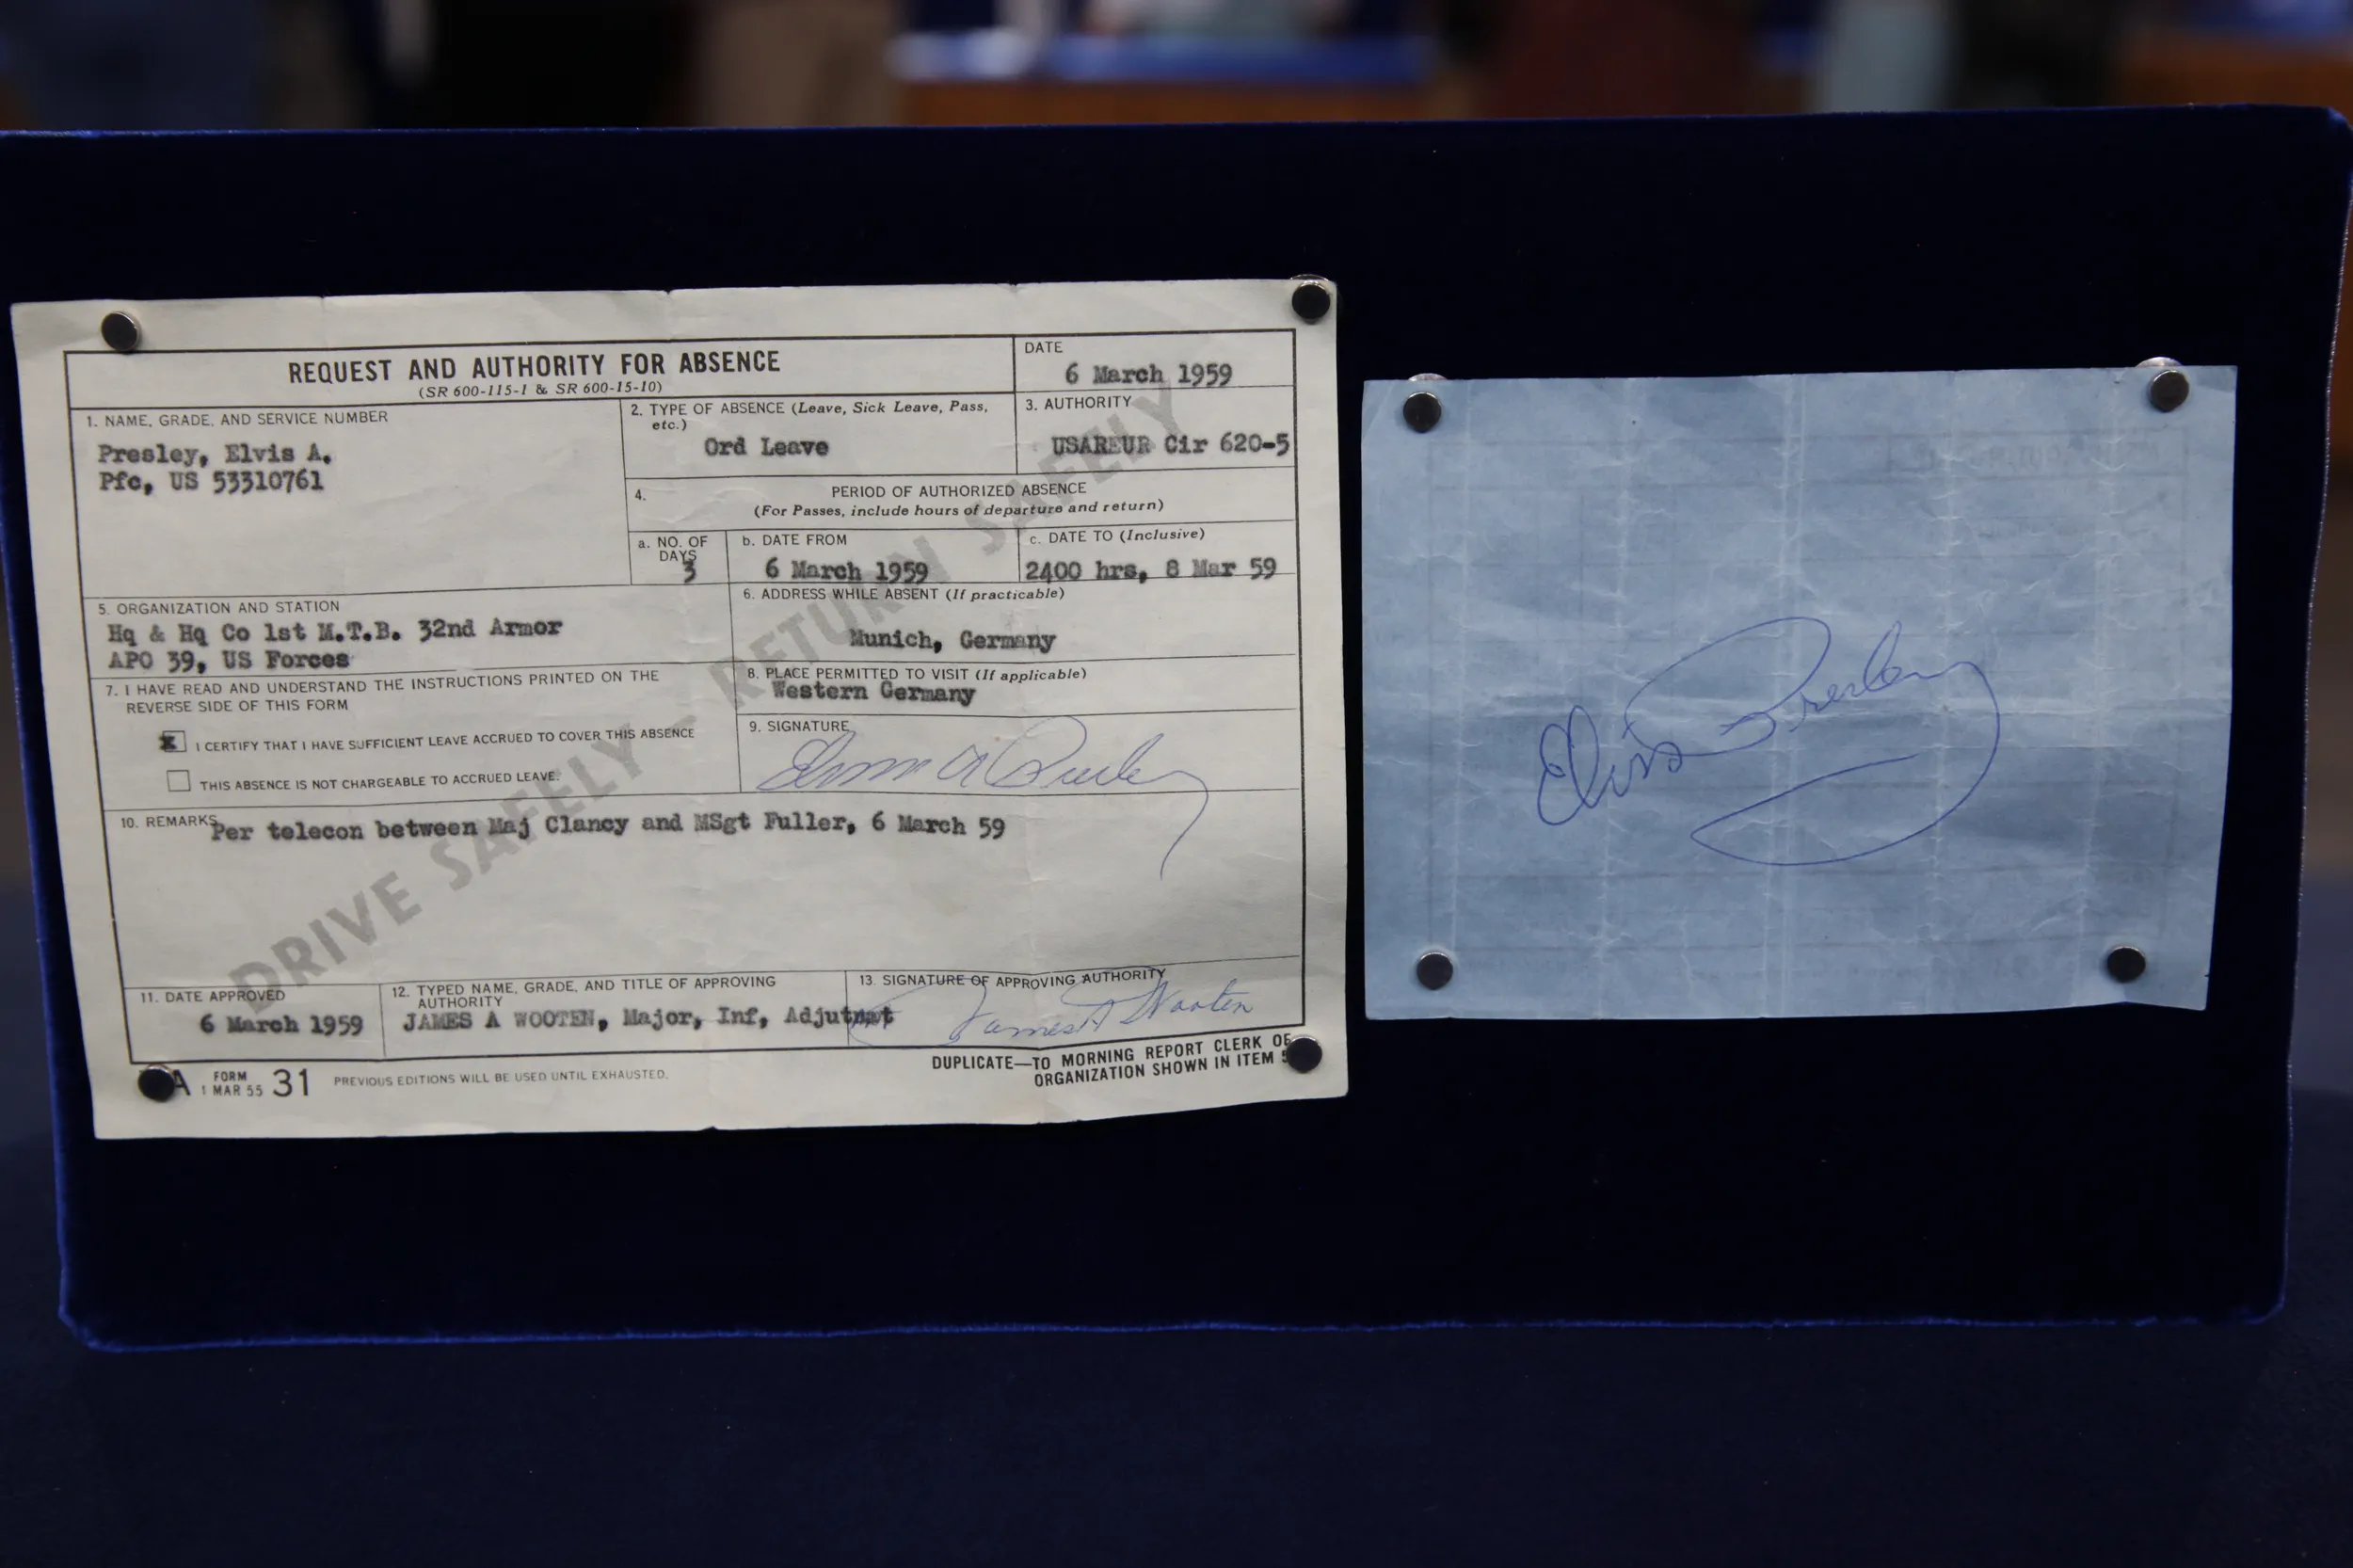 REQUEST AND AUTHORITY FOR ABSENCE
(SR 600-115-1 & SR 600-15-10)
DATE
6 March 1959
1. NAME, GRADE, AND SERVICE NUMBER
Presley, Elvis A.
Pfc, US 53310761
2. TYPE OF ABSENCE (Leave, Sick Leave, Pass,
etc.)
Ord Leave
3. AUTHORITY
USAREUR Cir 620-5
4. PERIOD OF AUTHORIZED ABSENCE
(For Passes, include hours of departure and return)
a. NO. OF
DAYS
3
b. DATE FROM
6 March 1959
c. DATE TO (Inclusive)
2400 hrs, 8 Mar 59
5. ORGANIZATION AND STATION
Hq & Hq Co 1st M.T.B. 32nd Armor
APO 39, US Forces
6. ADDRESS WHILE ABSENT (If practicable)
Munich, Germany
7. I HAVE READ AND UNDERSTAND THE INSTRUCTIONS PRINTED ON THE
REVERSE SIDE OF THIS FORM
x I CERTIFY THAT I HAVE SUFFICIENT LEAVE ACCRUED TO COVER THIS ABSENCE
THIS ABSENCE IS NOT CHARGEABLE TO ACCRUED LEAVE.
8. PLACE PERMITTED TO VISIT (If applicable)
Western Germany
9. SIGNATURE
Elvis A Presley
10. REMARKS
Per telecon between Maj Clancy and MSgt Fuller, 6 March 59
DRIVE SAFELY – RETURN SAFELY
11. DATE APPROVED
6 March 1959
12. TYPED NAME, GRADE, AND TITLE OF APPROVING
AUTHORITY
JAMES A WOOTEN, Major, Inf, Adjutnat
13. SIGNATURE OF APPROVING AUTHORITY
James A Wooten
A FORM
1 MAR 55 31
PREVIOUS EDITIONS WILL BE USED UNTIL EXHAUSTED.
DUPLICATE—TO MORNING REPORT CLERK OF
ORGANIZATION SHOWN IN ITEM 5
Elvis Presley